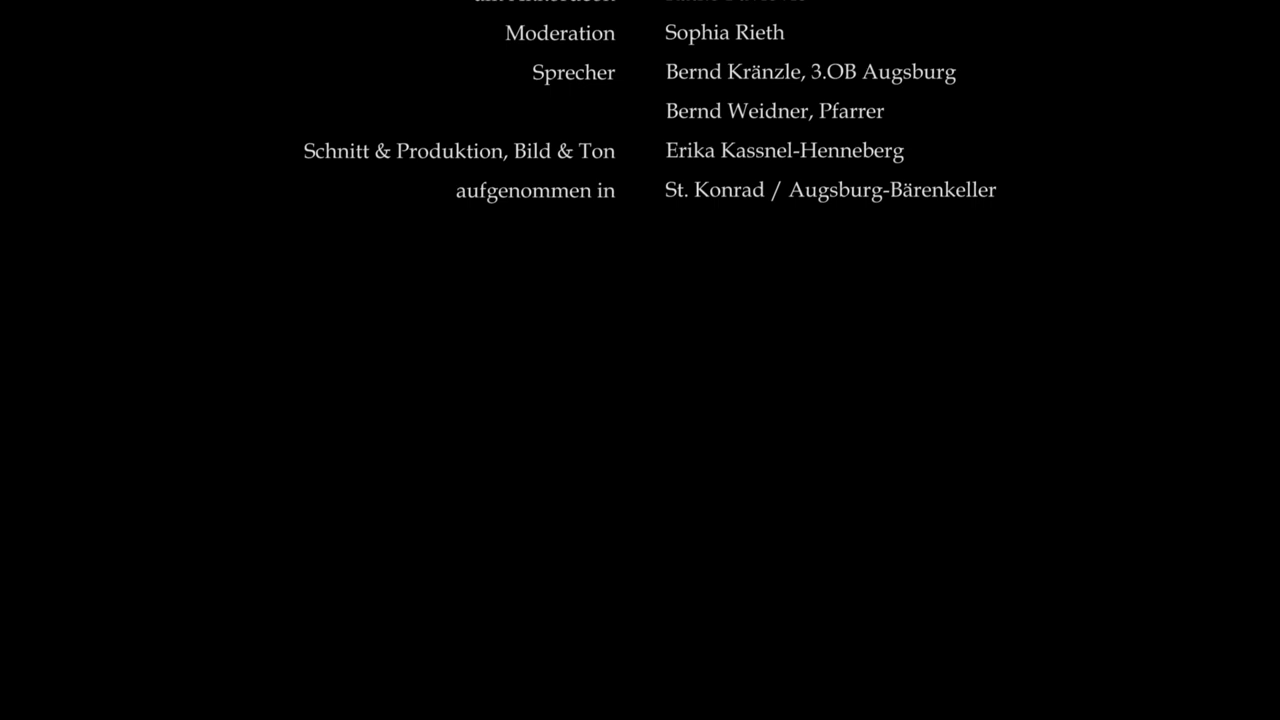 Moderation Sophia Rieth
Sprecher Bernd Kränzle, 3.OB Augsburg
Bernd Weidner, Pfarrer
Schnitt & Produktion, Bild & Ton Erika Kassnel-Henneberg
aufgenommen in St. Konrad / Augsburg-Bärenkeller